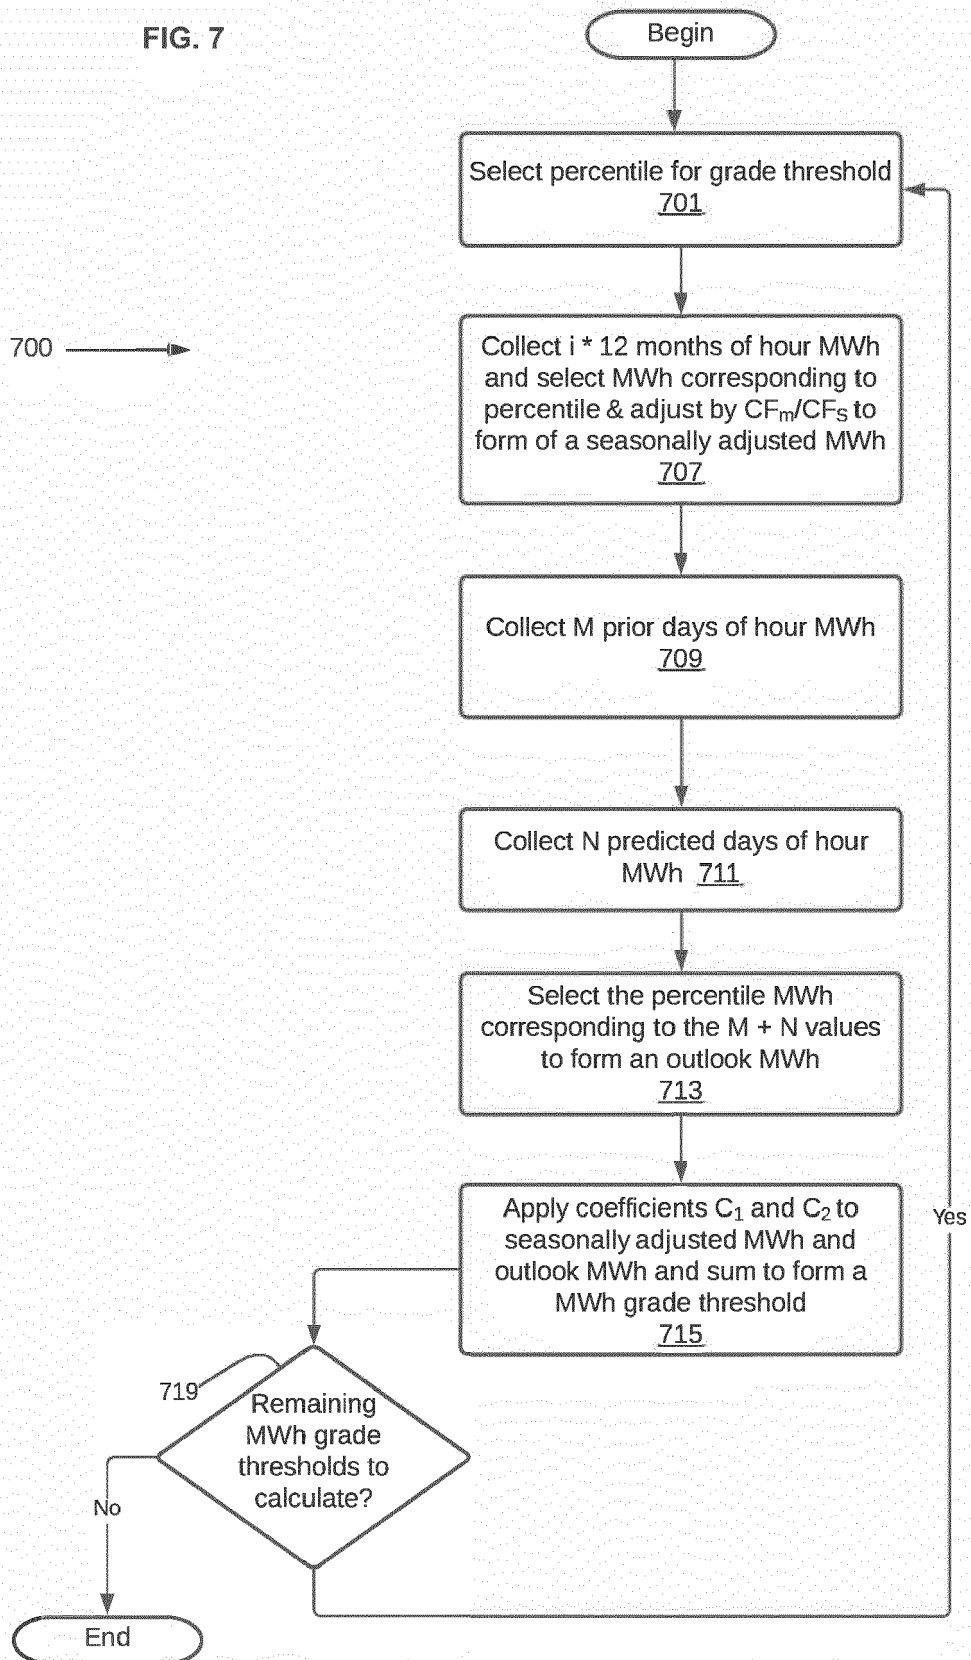 FIG. 7
Begin
Select percentile for grade threshold
701
700
Collect i * 12 months of hour MWh
and select MWh corresponding to
percentile & adjust by CFm/CFs to
form of a seasonally adjusted MWh
707
Collect M prior days of hour MWh
709
Collect N predicted days of hour
MWh 711
Select the percentile MWh
corresponding to the M + N values
to form an outlook MWh
713
Apply coefficients C1 and C2 to
seasonally adjusted MWh and
outlook MWh and sum to form a
MWh grade threshold
715
Yes
719
Remaining
MWh grade
thresholds to
calculate?
No
End